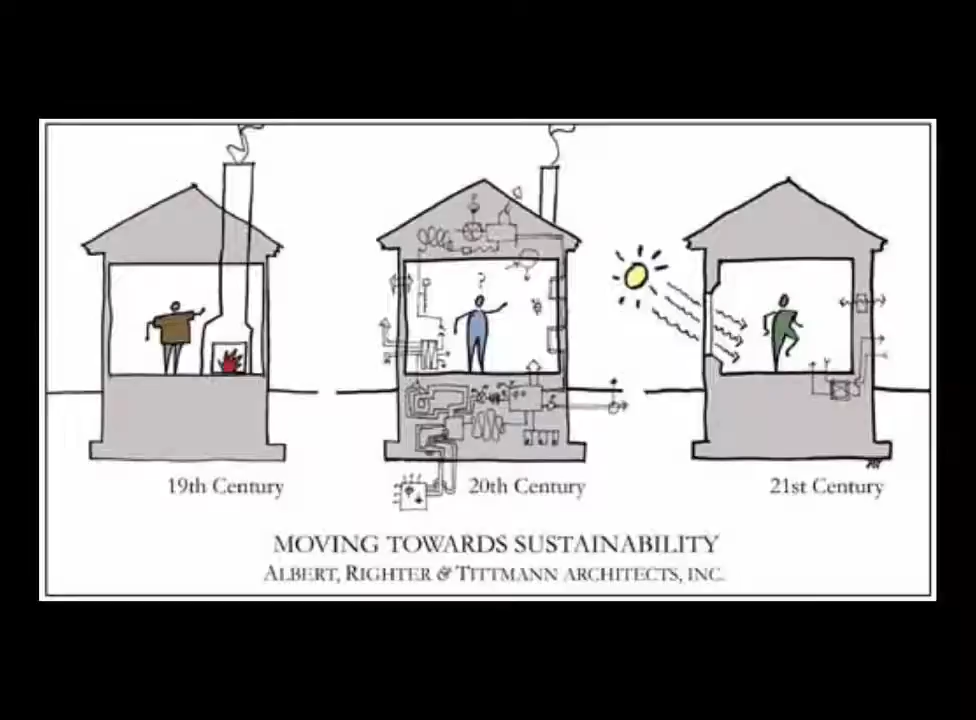 ?
19th Century
20th Century
21st Century
MOVING TOWARDS SUSTAINABILITY
ALBERT, RIGHTER & TITTMANN ARCHITECTS, INC.